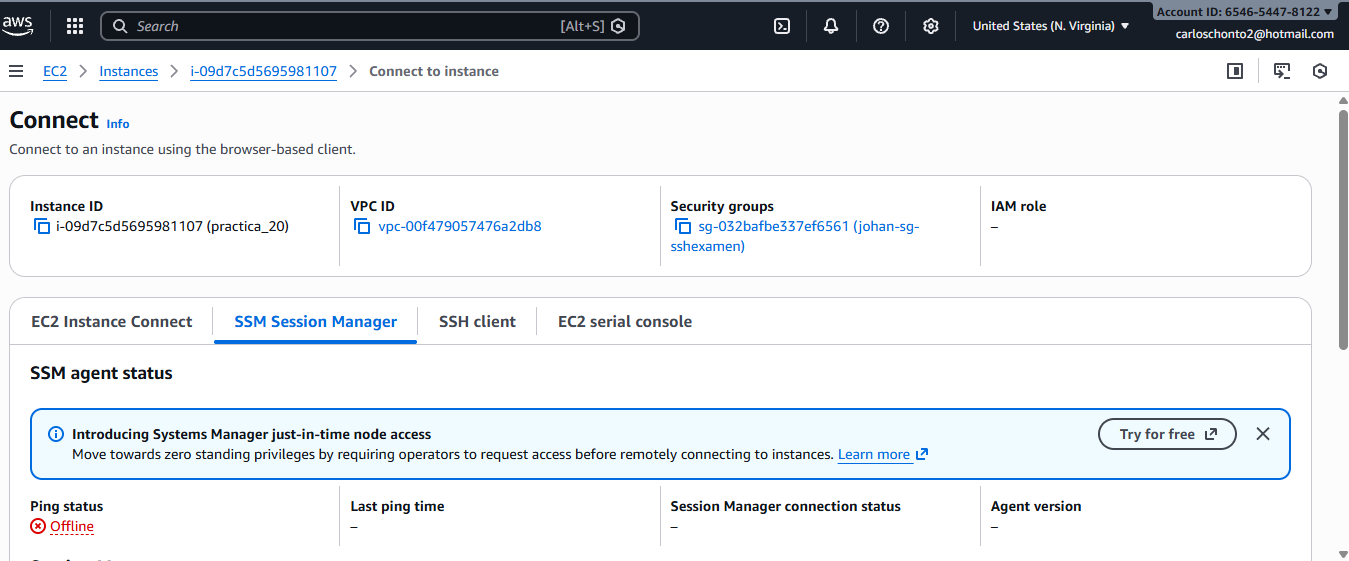 aws
Search [Alt+S]
United States (N. Virginia)
Account ID: 6546-5447-8122
carloschonto2@hotmail.com
EC2 Instances i-09d7c5d5695981107 Connect to instance
Connect Info
Connect to an instance using the browser-based client.
Instance ID
i-09d7c5d5695981107 (practica_20)
VPC ID
vpc-00f479057476a2db8
Security groups
sg-032bafbe337ef6561 (johan-sg-
sshexamen)
IAM role
–
EC2 Instance Connect SSM Session Manager SSH client EC2 serial console
SSM agent status
Introducing Systems Manager just-in-time node access
Move towards zero standing privileges by requiring operators to request access before remotely connecting to instances. Learn more
Try for free
Ping status
Offline
Last ping time
–
Session Manager connection status
–
Agent version
–